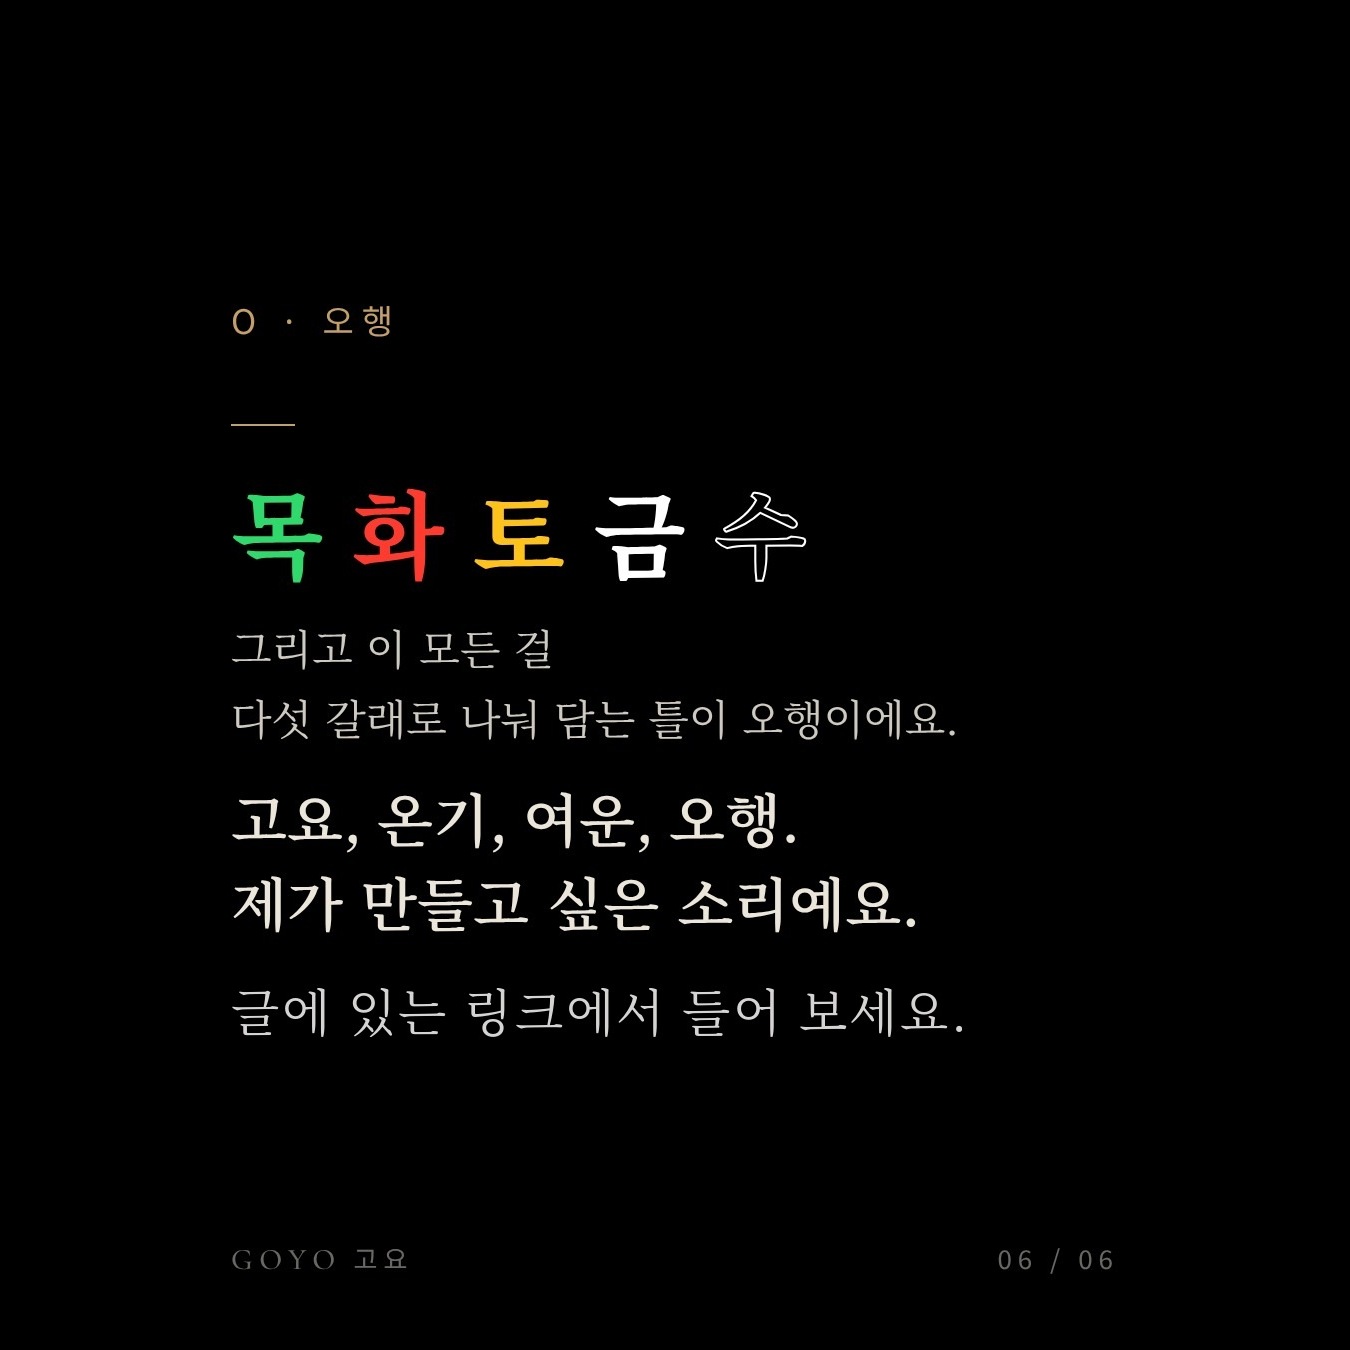 O · 오행
목 화 토 금 수
그리고 이 모든 걸
다섯 갈래로 나눠 담는 틀이 오행이에요.
고요, 온기, 여운, 오행.
제가 만들고 싶은 소리예요.
글에 있는 링크에서 들어 보세요.
GOYO 고요
06 / 06